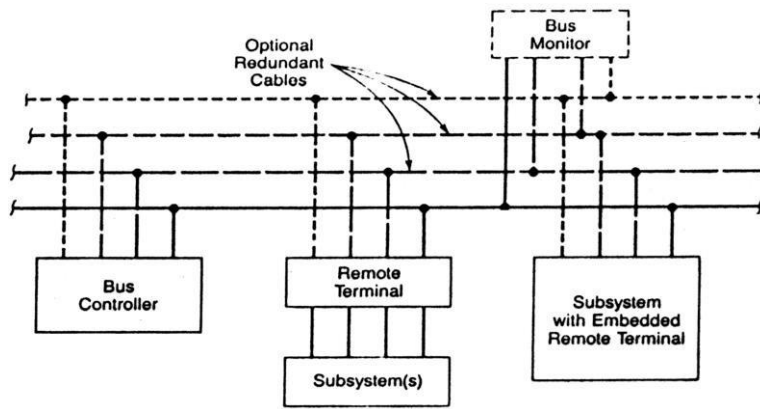 Optional
Redundant
Cables
Bus
Monitor
Bus
Controller
Remote
Terminal
Subsystem(s)
Subsystem
with Embedded
Remote Terminal